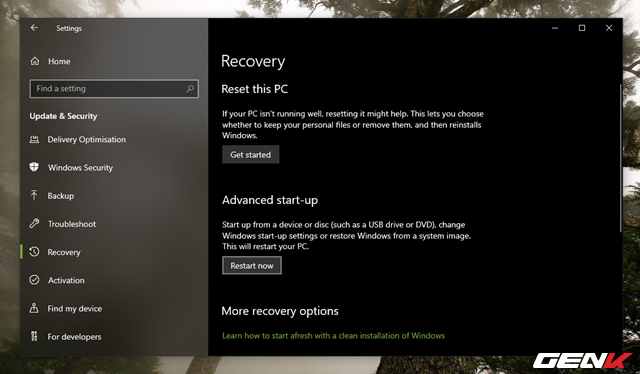 Settings
Home
Find a setting
Update & Security
Delivery Optimisation
Windows Security
Backup
Troubleshoot
Recovery
Activation
Find my device
For developers
Recovery
Reset this PC
If your PC isn't running well, resetting it might help. This lets you choose
whether to keep your personal files or remove them, and then reinstalls
Windows.
Get started
Advanced start-up
Start up from a device or disc (such as a USB drive or DVD), change
Windows start-up settings or restore Windows from a system image.
This will restart your PC.
Restart now
More recovery options
Learn how to start afresh with a clean installation of Windows
GENK